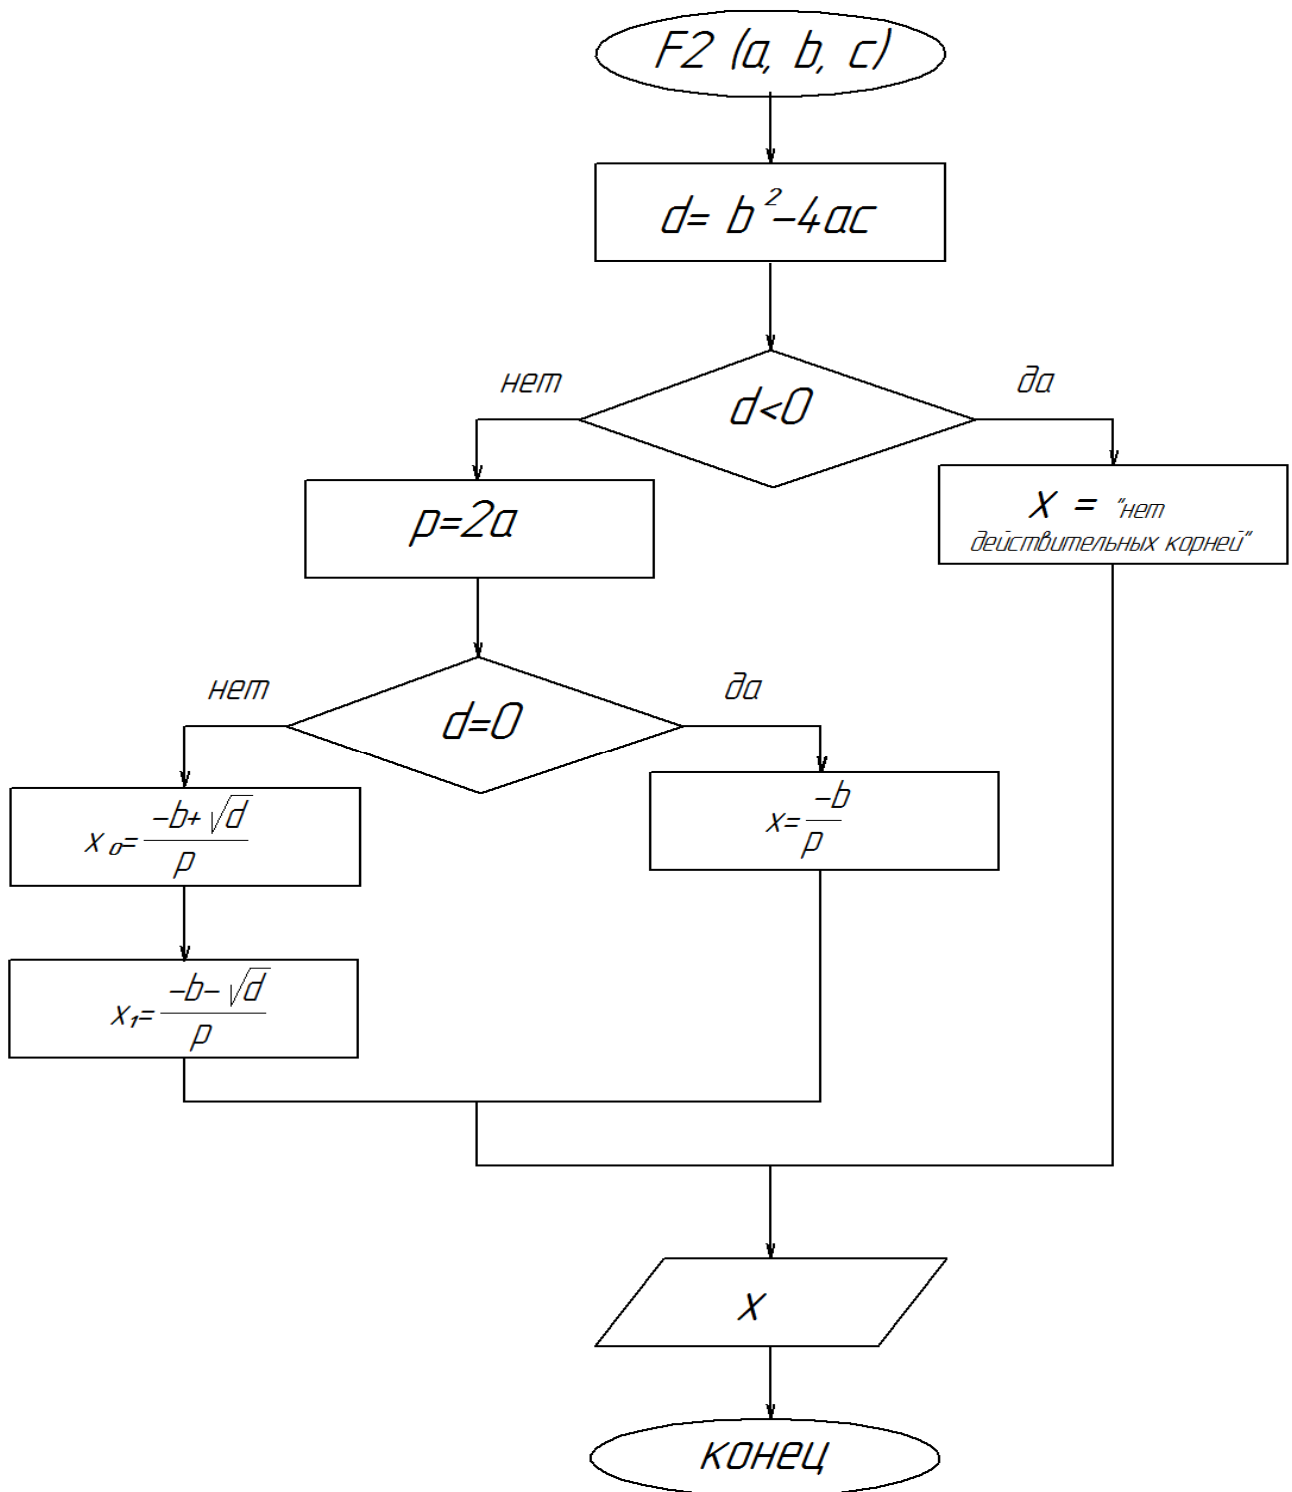 F2 (a, b, c)
d= b²-4ac
нет
да
d<0
p=2a
x = "нет
действительных корней"
нет
да
d=0
x₀= (-b+√d)/p
x= -b/p
x₁= (-b-√d)/p
x
конец